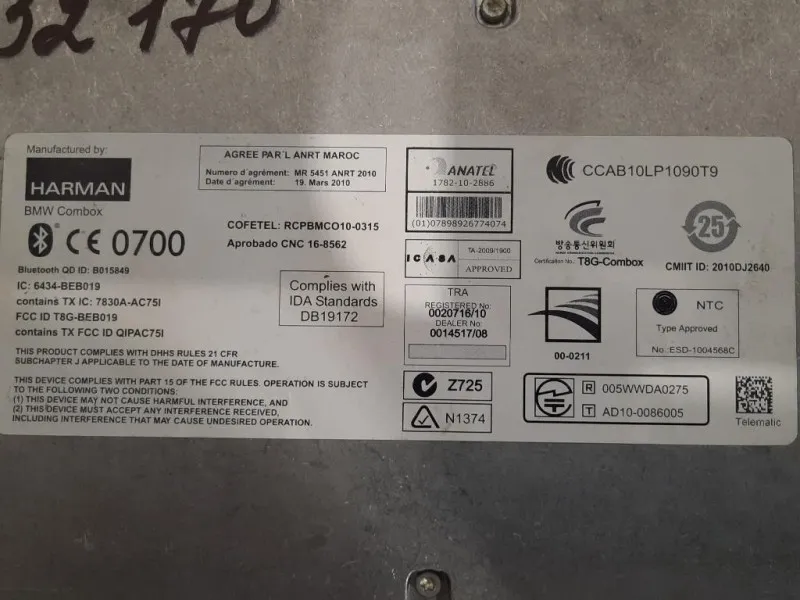 32 170
Manufactured by:
HARMAN
BMW Combox
CE 0700
Bluetooth QD ID: B015849
IC: 6434-BEB019
contains TX IC: 7830A-AC75I
FCC ID T8G-BEB019
contains TX FCC ID QIPAC75I
THIS PRODUCT COMPLIES WITH DHHS RULES 21 CFR
SUBCHAPTER J APPLICABLE TO THE DATE OF MANUFACTURE.
THIS DEVICE COMPLIES WITH PART 15 OF THE FCC RULES. OPERATION IS SUBJECT
TO THE FOLLOWING TWO CONDITIONS:
(1) THIS DEVICE MAY NOT CAUSE HARMFUL INTERFERENCE, AND
(2) THIS DEVICE MUST ACCEPT ANY INTERFERENCE RECEIVED,
INCLUDING INTERFERENCE THAT MAY CAUSE UNDESIRED OPERATION.
AGREE PAR'L ANRT MAROC
Numero d'agrément: MR 5451 ANRT 2010
Date d'agrément: 19. Mars 2010
COFETEL: RCPBMCO10-0315
Aprobado CNC 16-8562
Complies with
IDA Standards
DB19172
ANATEL
1782-10-2886
(01)07898926774074
ICASA
TA-2009/1900
APPROVED
TRA
REGISTERED No:
0020716/10
DEALER No:
0014517/08
Z725
N1374
CCAB10LP1090T9
방송통신위원회
Certification No.: T8G-Combox
25
CMIIT ID: 2010DJ2640
00-0211
NTC
Type Approved
No.: ESD-1004568C
R 005WWDA0275
T AD10-0086005
Telematic